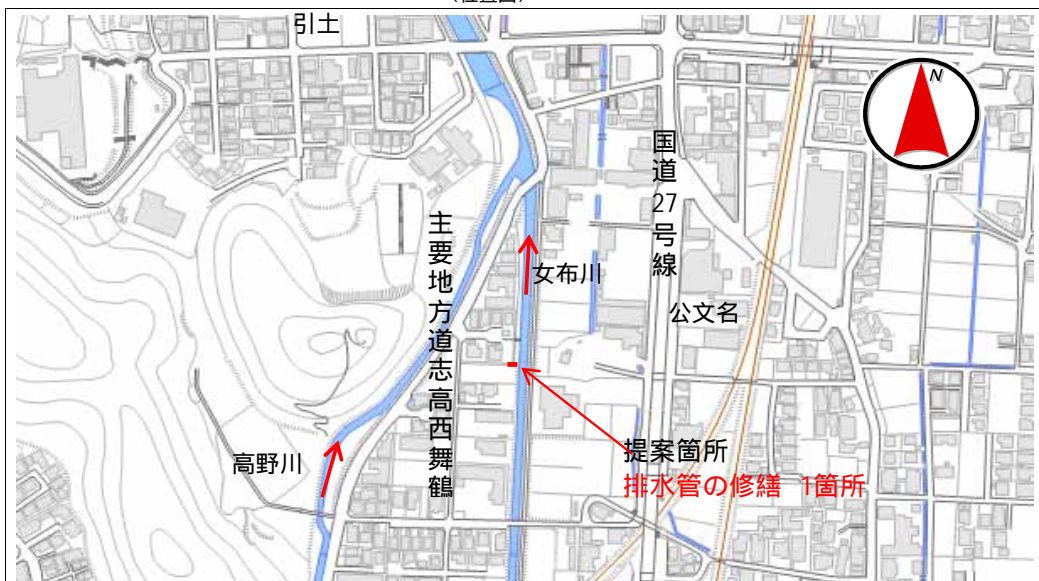 引土
N
国道27号線
主要地方道志高西舞鶴
女布川
公文名
高野川
提案箇所
排水管の修繕 1箇所